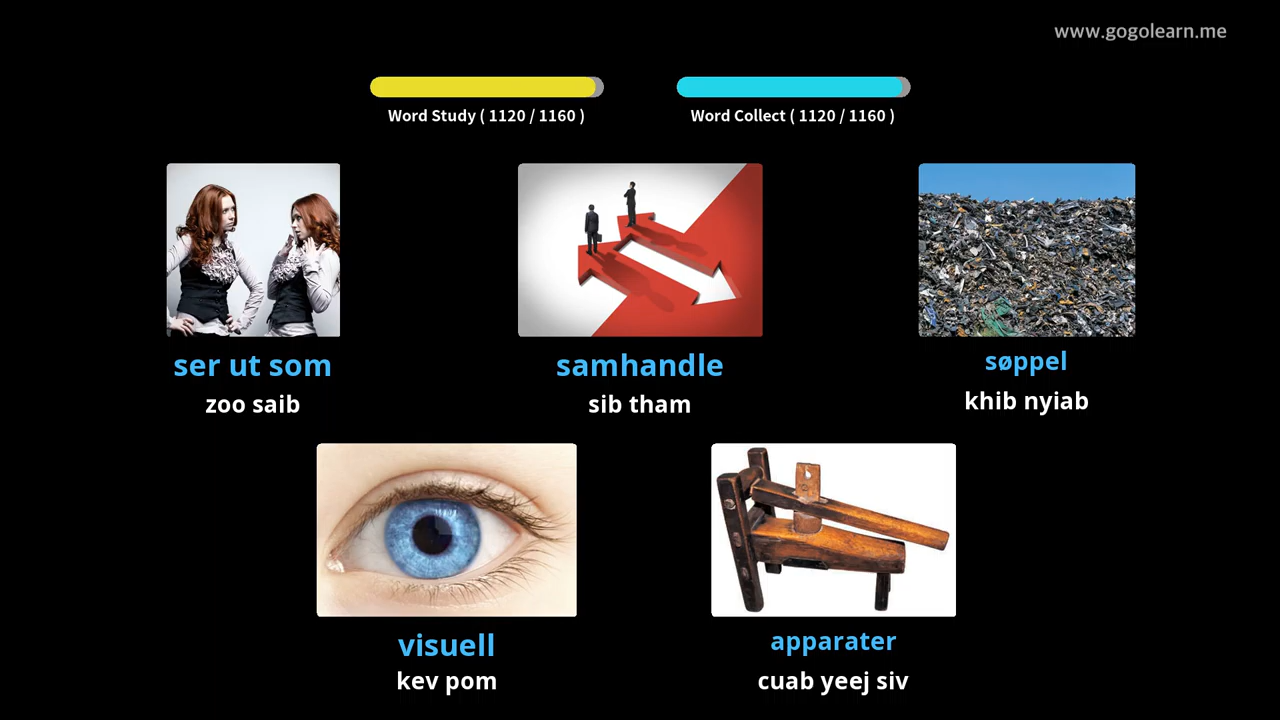 www.gogolearn.me
Word Study ( 1120 / 1160 )
Word Collect ( 1120 / 1160 )
ser ut som
zoo saib
samhandle
sib tham
søppel
khib nyiab
visuell
kev pom
apparater
cuab yeej siv